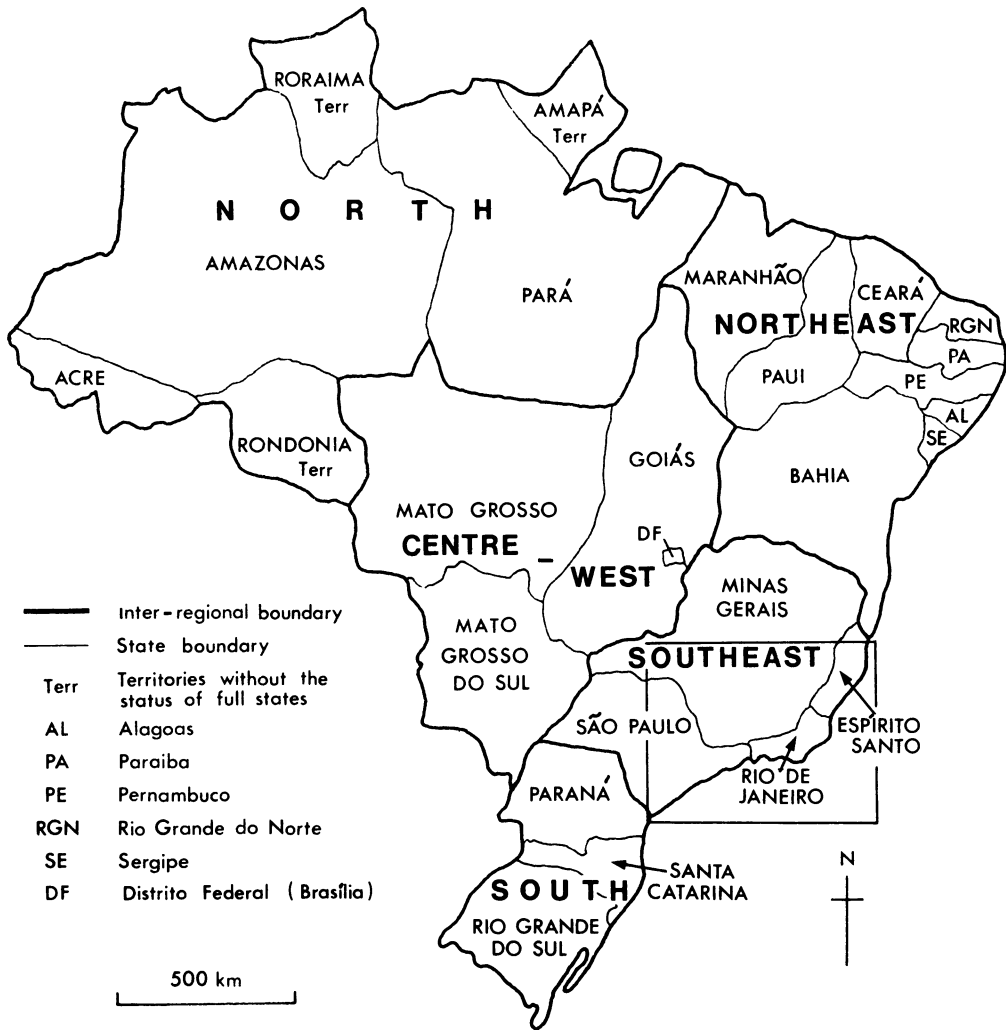 RORAIMA
Terr
AMAPÁ
Terr
NORTH
AMAZONAS
PARÁ
MARANHÃO
CEARÁ
NORTHEAST
RGN
PA
ACRE
PAUI
PE
AL
SE
RONDONIA
Terr
GOIÁS
BAHIA
MATO GROSSO
DF
CENTRE-
WEST
MINAS
GERAIS
MATO
GROSSO
DO SUL
SOUTHEAST
SÃO PAULO
ESPÍRITO
SANTO
RIO DE
JANEIRO
PARANÁ
SANTA
CATARINA
SOUTH
RIO GRANDE
DO SUL
N
Inter-regional boundary
State boundary
Terr Territories without the
status of full states
AL Alagoas
PA Paraiba
PE Pernambuco
RGN Rio Grande do Norte
SE Sergipe
DF Distrito Federal (Brasília)
500 km